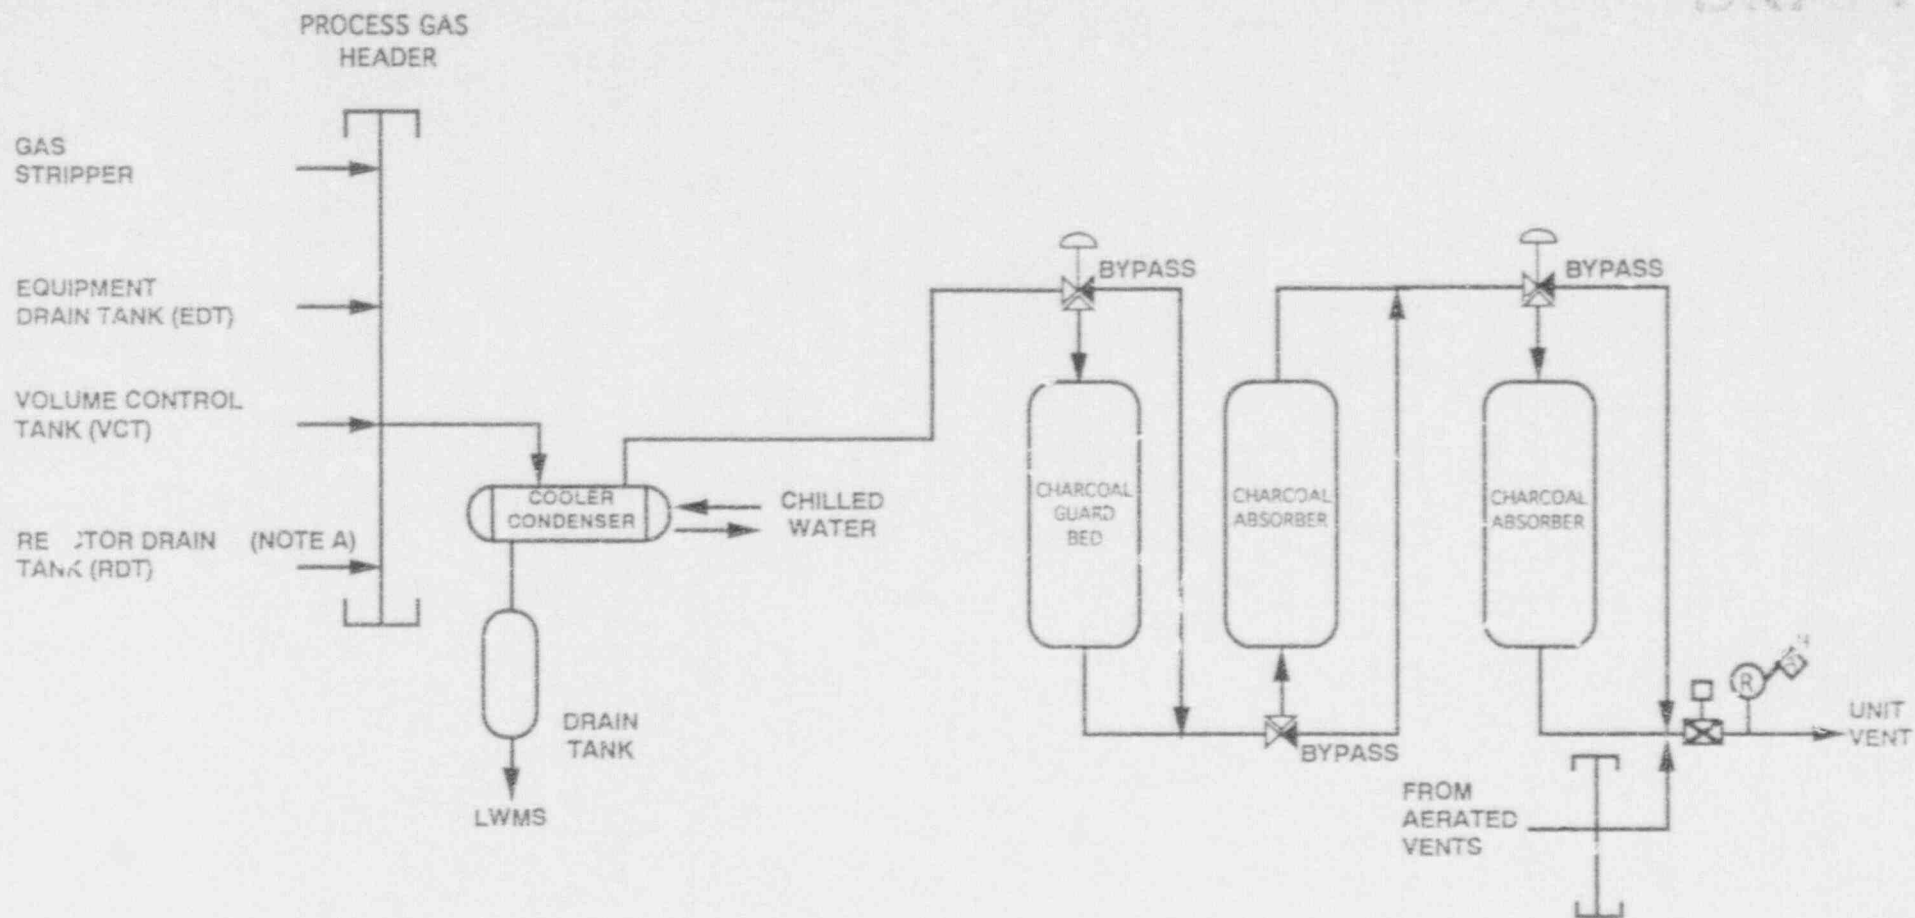 PROCESS GAS
HEADER
GAS
STRIPPER
EQUIPMENT
DRAIN TANK (EDT)
VOLUME CONTROL
TANK (VCT)
DRAIN (NOTE A)
TANK (RDT)
COOLER
CONDENSER
CHILLED
WATER
DRAIN
TANK
LWMS
BYPASS
CHARCOAL
GUARD
BED
CHARCOAL
ABSORBER
BYPASS
BYPASS
CHARCOAL
ABSORBER
R
UNIT
VENT
FROM
AERATED
VENTS